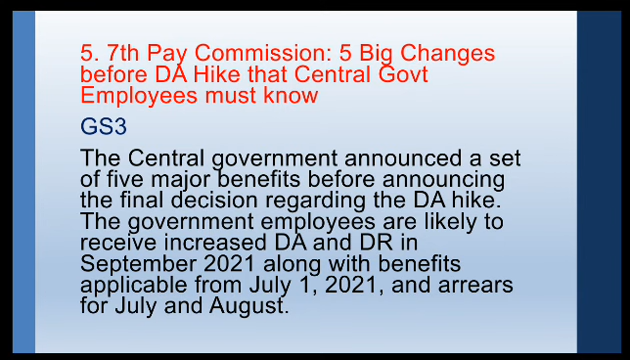 5. 7th Pay Commission: 5 Big Changes
before DA Hike that Central Govt
Employees must know
GS3
The Central government announced a set
of five major benefits before announcing
the final decision regarding the DA hike.
The government employees are likely to
receive increased DA and DR in
September 2021 along with benefits
applicable from July 1, 2021, and arrears
for July and August.